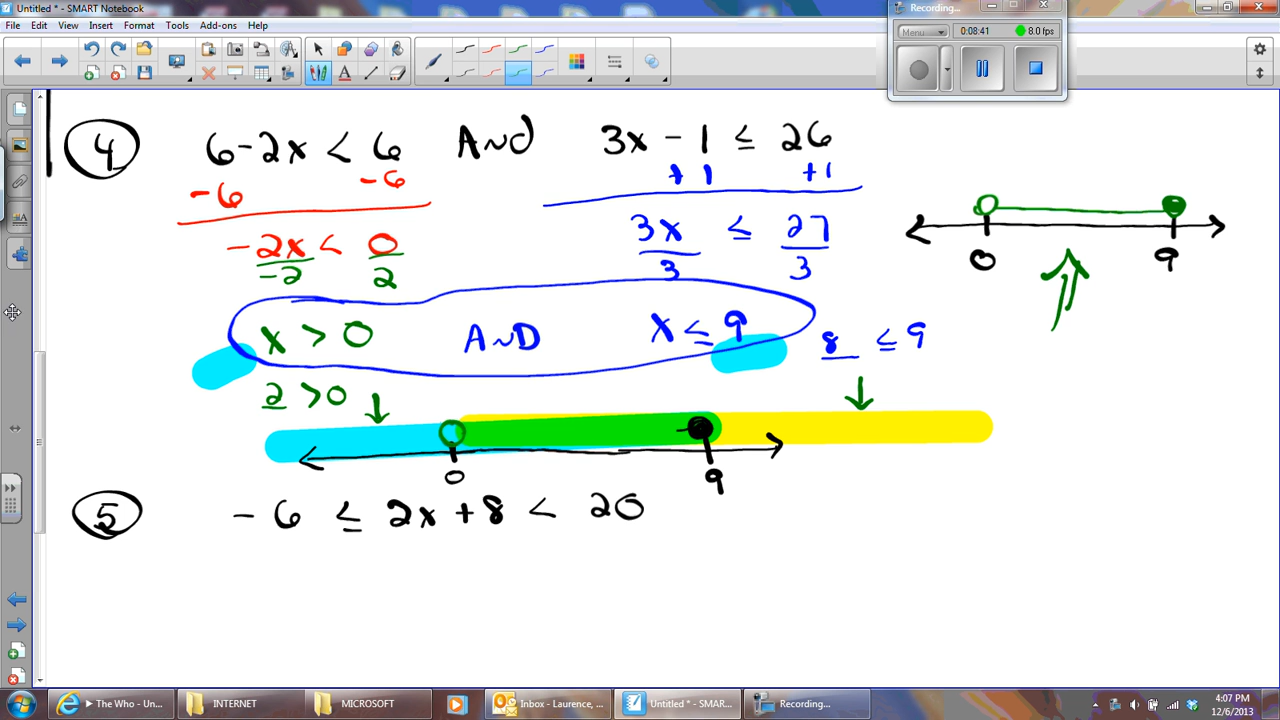 Untitled * - SMART Notebook
Recording...
File Edit View Insert Format Tools Add-ons Help
Menu 0:08:41 8.0 fps
4 6-2x < 6 AND 3x - 1 ≤ 26
-6 -6 +1 +1
-2x < 0 3x ≤ 27
-2 2 3 3
0 9
x > 0 AND x ≤ 9 8 ≤ 9
2 > 0
0 9
5 -6 ≤ 2x + 8 < 20
The Who - Un... INTERNET MICROSOFT Inbox - Laurence, ... Untitled * - SMAR... Recording...
4:07 PM
12/6/2013